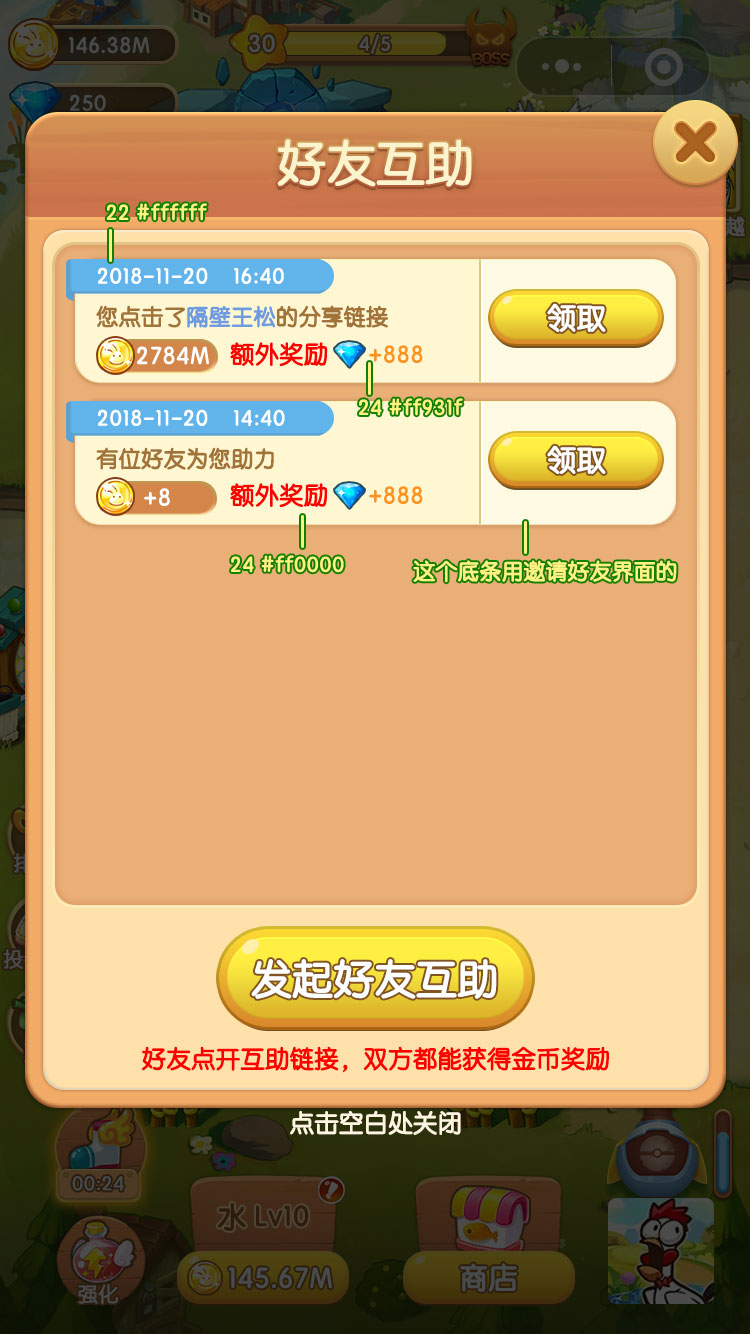 146.38M
30
4/5
BOSS
250
好友互助
越
22 #ffffff
2018-11-20 16:40
您点击了隔壁王松的分享链接
领取
2784M 额外奖励 +888
24 #ff931f
2018-11-20 14:40
有位好友为您助力
领取
+8 额外奖励 +888
24 #ff0000
这个底条用邀请好友界面的
投
发起好友互助
好友点开互助链接，双方都能获得金币奖励
点击空白处关闭
00:24
水 Lv10
强化
145.67M
商店